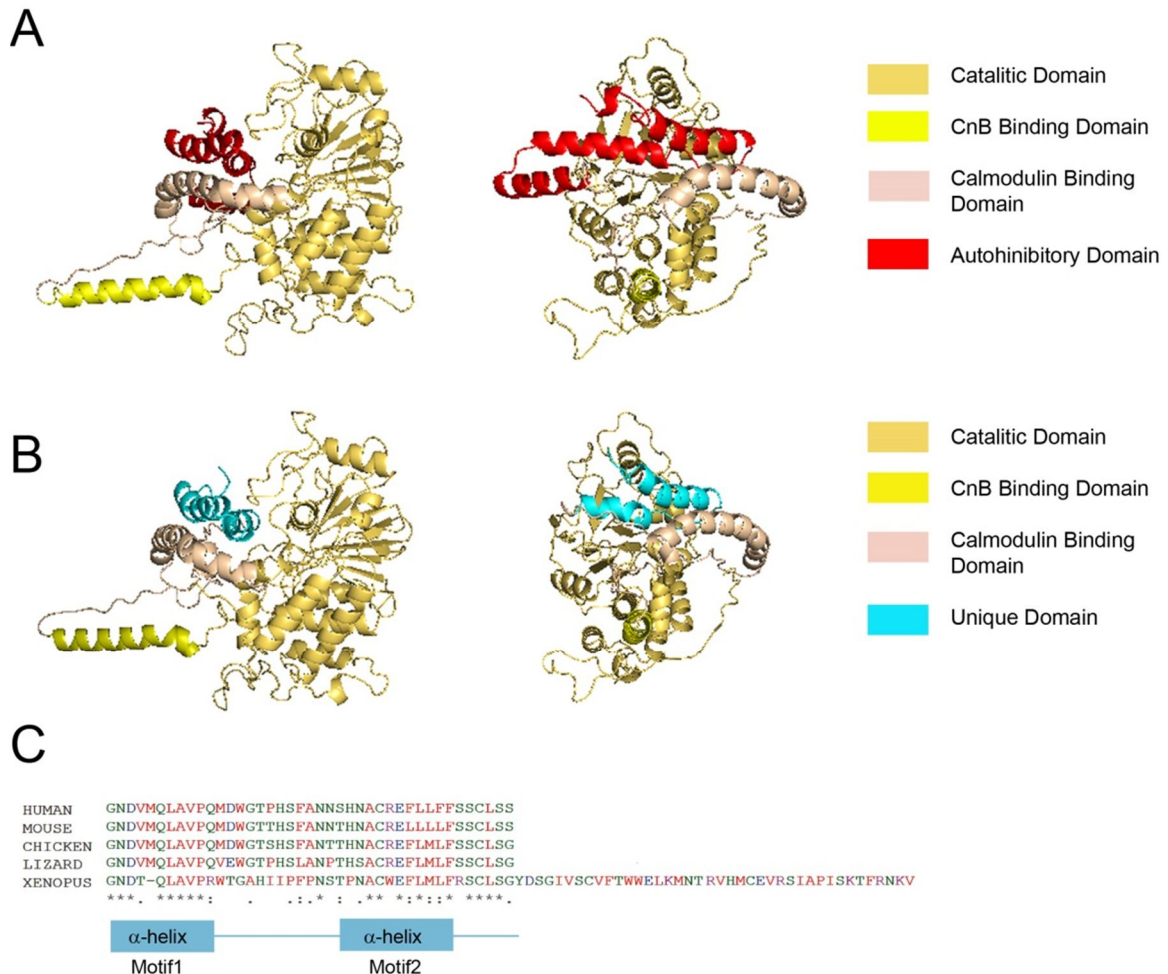 A
Catalitic Domain
CnB Binding Domain
Calmodulin Binding
Domain
Autohinibitory Domain
B
Catalitic Domain
CnB Binding Domain
Calmodulin Binding
Domain
Unique Domain
C
HUMAN GNDVMQLAVPQMDWGTPHSFANNSHNACREFLLFFSSCLSS
MOUSE GNDVMQLAVPQMDWGTTHSFANNTHNACRELLLLFSSCLSS
CHICKEN GNDVMQLAVPQMDWGTSHSFANNTHNACREFLMLFSSCLSG
LIZARD GNDVMQLAVPQVEWGTPHSLANPTHSACREFLMLFSSCLSG
XENOPUS GNDT-QLAVPRWTGAHIIPFPNSTPNACWEFLMLFRSCLSGYDSGIVSCVFTWWELKMNTRVHMCEVRSIAPISKTFRNKV
***. *****: . .:.* * ** *:*:: ****.
α-helix α-helix
Motif1 Motif2